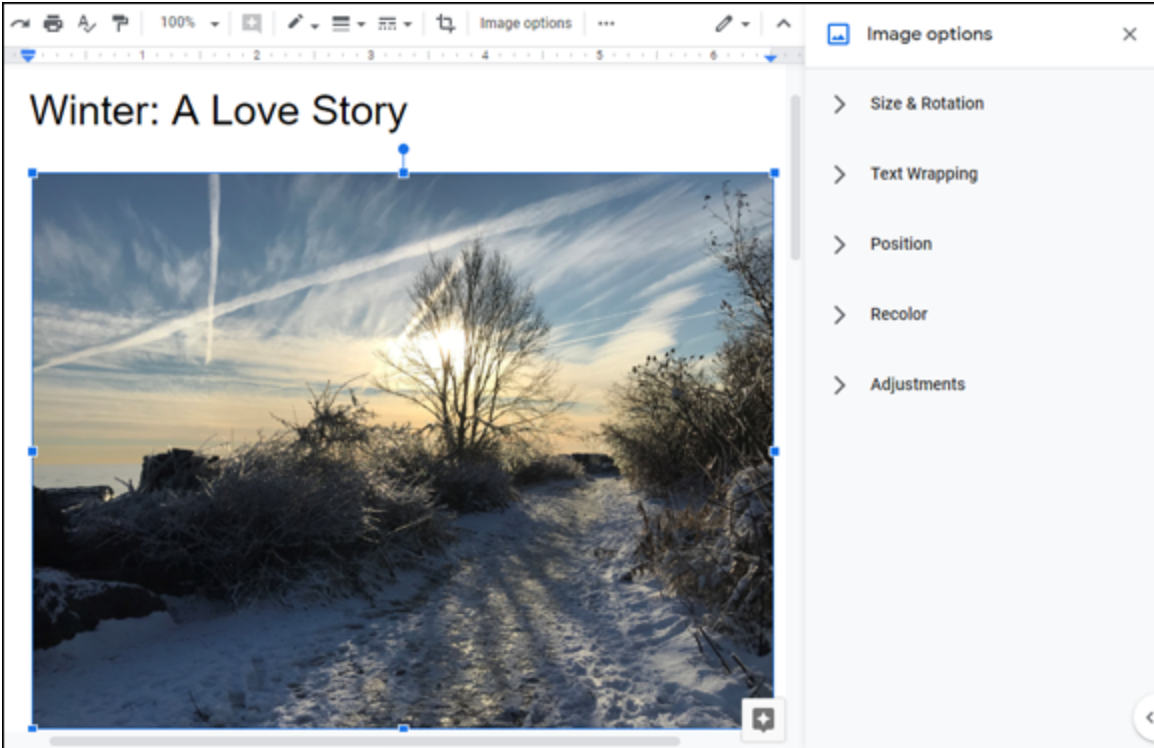 100%
Image options
1 2 3 4 5 6
Winter: A Love Story
Image options
Size & Rotation
Text Wrapping
Position
Recolor
Adjustments